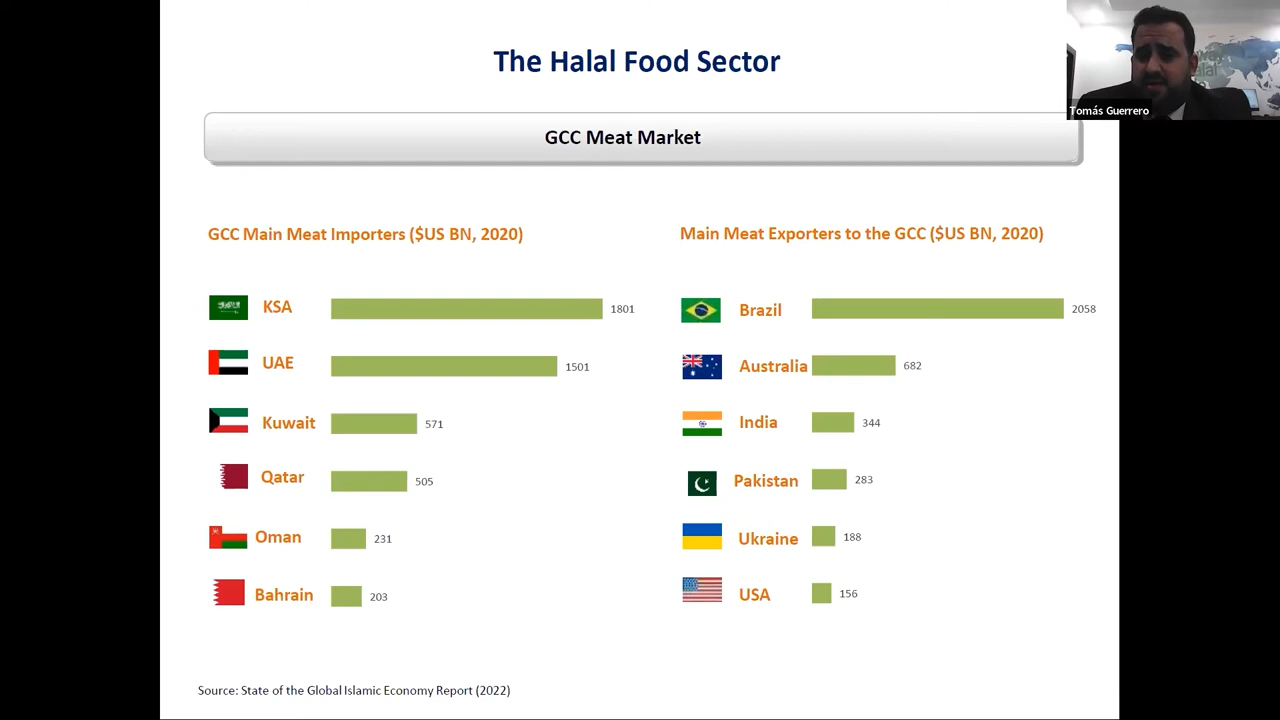 The Halal Food Sector
Tomás Guerrero
GCC Meat Market
GCC Main Meat Importers ($US BN, 2020)
KSA 1801
UAE 1501
Kuwait 571
Qatar 505
Oman 231
Bahrain 203
Main Meat Exporters to the GCC ($US BN, 2020)
Brazil 2058
Australia 682
India 344
Pakistan 283
Ukraine 188
USA 156
Source: State of the Global Islamic Economy Report (2022)